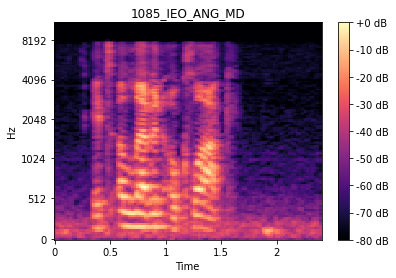 1085_IEO_ANG_MD
+0 dB
8192
-10 dB
4096
-20 dB
-30 dB
2048
Hz
-40 dB
1024
-50 dB
512
-60 dB
-70 dB
0
-80 dB
0
0.5
1
1.5
2
Time